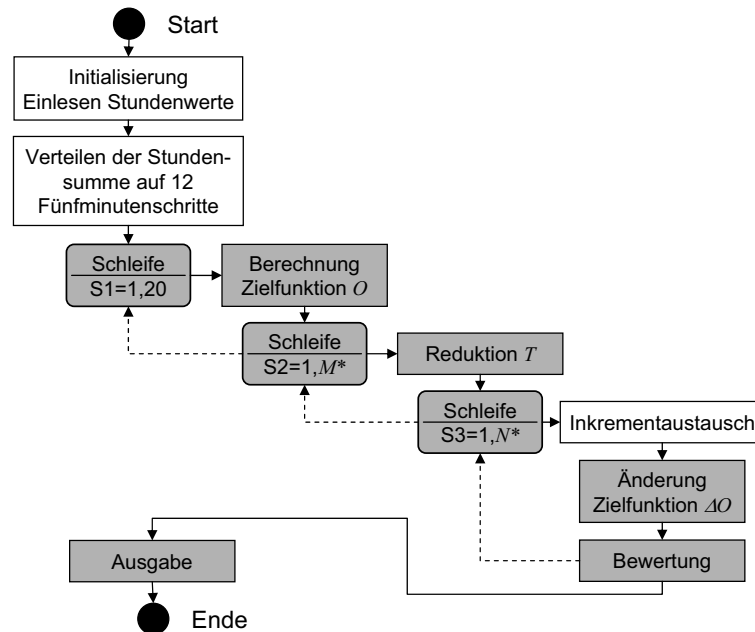 Start
Initialisierung
Einlesen Stundenwerte
Verteilen der Stunden-
summe auf 12
Fünfminutenschritte
Schleife
S1=1,20
Berechnung
Zielfunktion O
Schleife
S2=1,M*
Reduktion T
Schleife
S3=1,N*
Inkrementaustausch
Änderung
Zielfunktion ΔO
Bewertung
Ausgabe
Ende